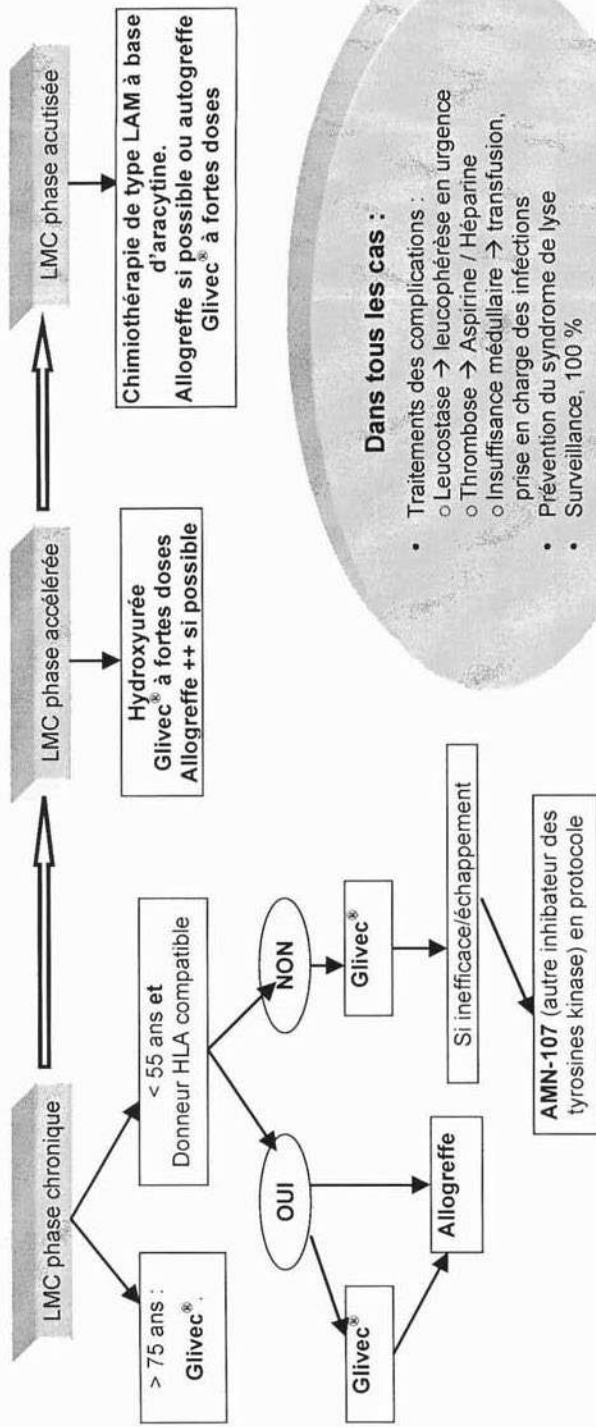 LMC phase chronique
LMC phase accélérée
LMC phase acutisée
> 75 ans :
Glivec®.
< 55 ans et
Donneur HLA compatible
OUI
NON
Glivec®
Allogreffe
Glivec®
Si inefficace/échappement
AMN-107 (autre inhibateur des
tyrosines kinase) en protocole
Hydroxyurée
Glivec® à fortes doses
Allogreffe ++ si possible
Chimiothérapie de type LAM à base
d'aracytine.
Allogreffe si possible ou autogreffe
Glivec® à fortes doses
Dans tous les cas :
• Traitements des complications :
o Leucostase → leucophérèse en urgence
o Thrombose → Aspirine / Héparine
o Insuffisance médullaire → transfusion,
prise en charge des infections
• Prévention du syndrome de lyse
• Surveillance, 100 %